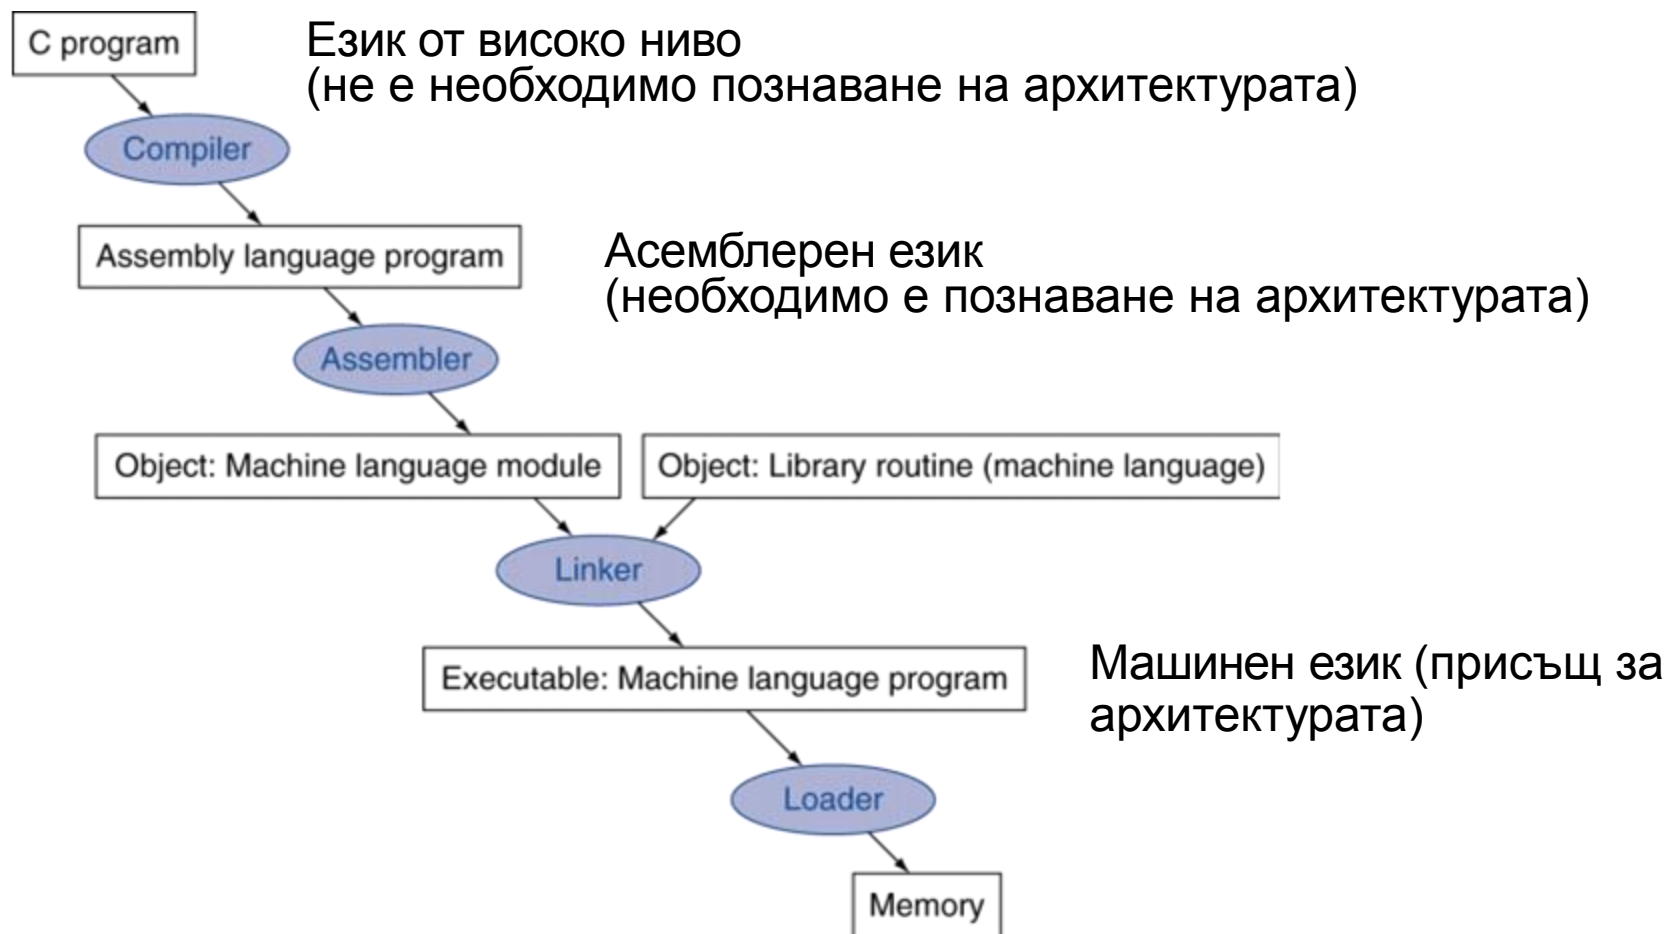 C program
Език от високо ниво
(не е необходимо познаване на архитектурата)
Compiler
Assembly language program
Асемблерен език
(необходимо е познаване на архитектурата)
Assembler
Object: Machine language module
Object: Library routine (machine language)
Linker
Executable: Machine language program
Машинен език (присъщ за
архитектурата)
Loader
Memory